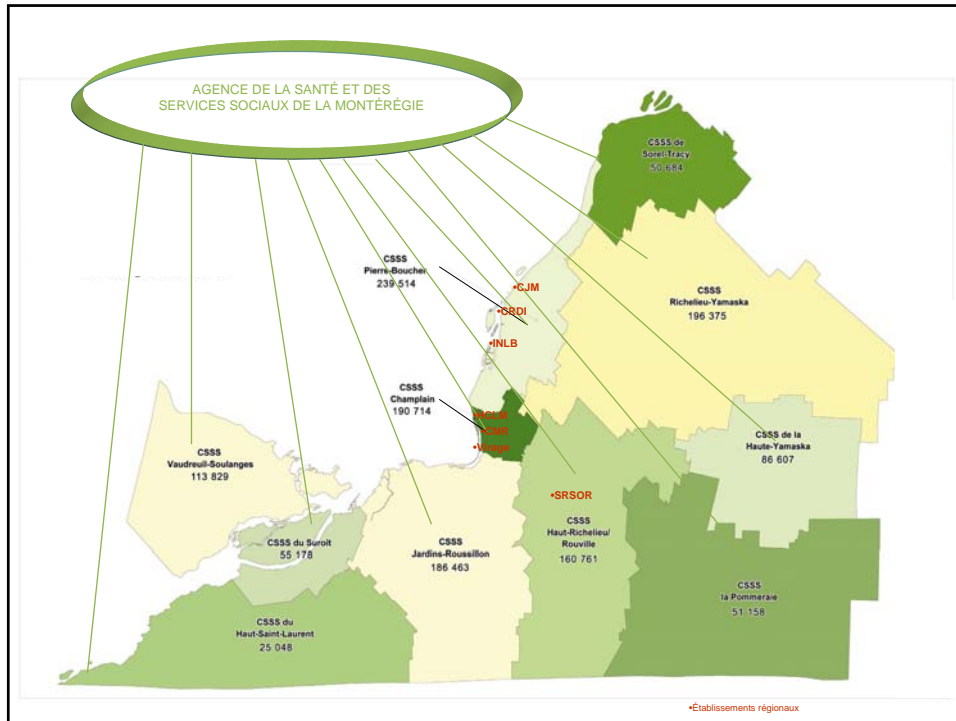 AGENCE DE LA SANTÉ ET DES
SERVICES SOCIAUX DE LA MONTÉRÉGIE
CSSS de
Sorel-Tracy
50 684
CSSS
Pierre-Boucher
239 514
•CJM
•CRDI
•INLB
CSSS
Richelieu-Yamaska
196 375
CSSS
Champlain
190 714
•CMR
•Virage
CSSS de la
Haute-Yamaska
86 607
CSSS
Vaudreuil-Soulanges
113 829
•SRSOR
CSSS du Suroît
55 178
CSSS
Jardins-Roussillon
186 463
CSSS
Haut-Richelieu/
Rouville
160 761
CSSS
la Pommeraie
51 158
CSSS du
Haut-Saint-Laurent
25 048
•Établissements régionaux